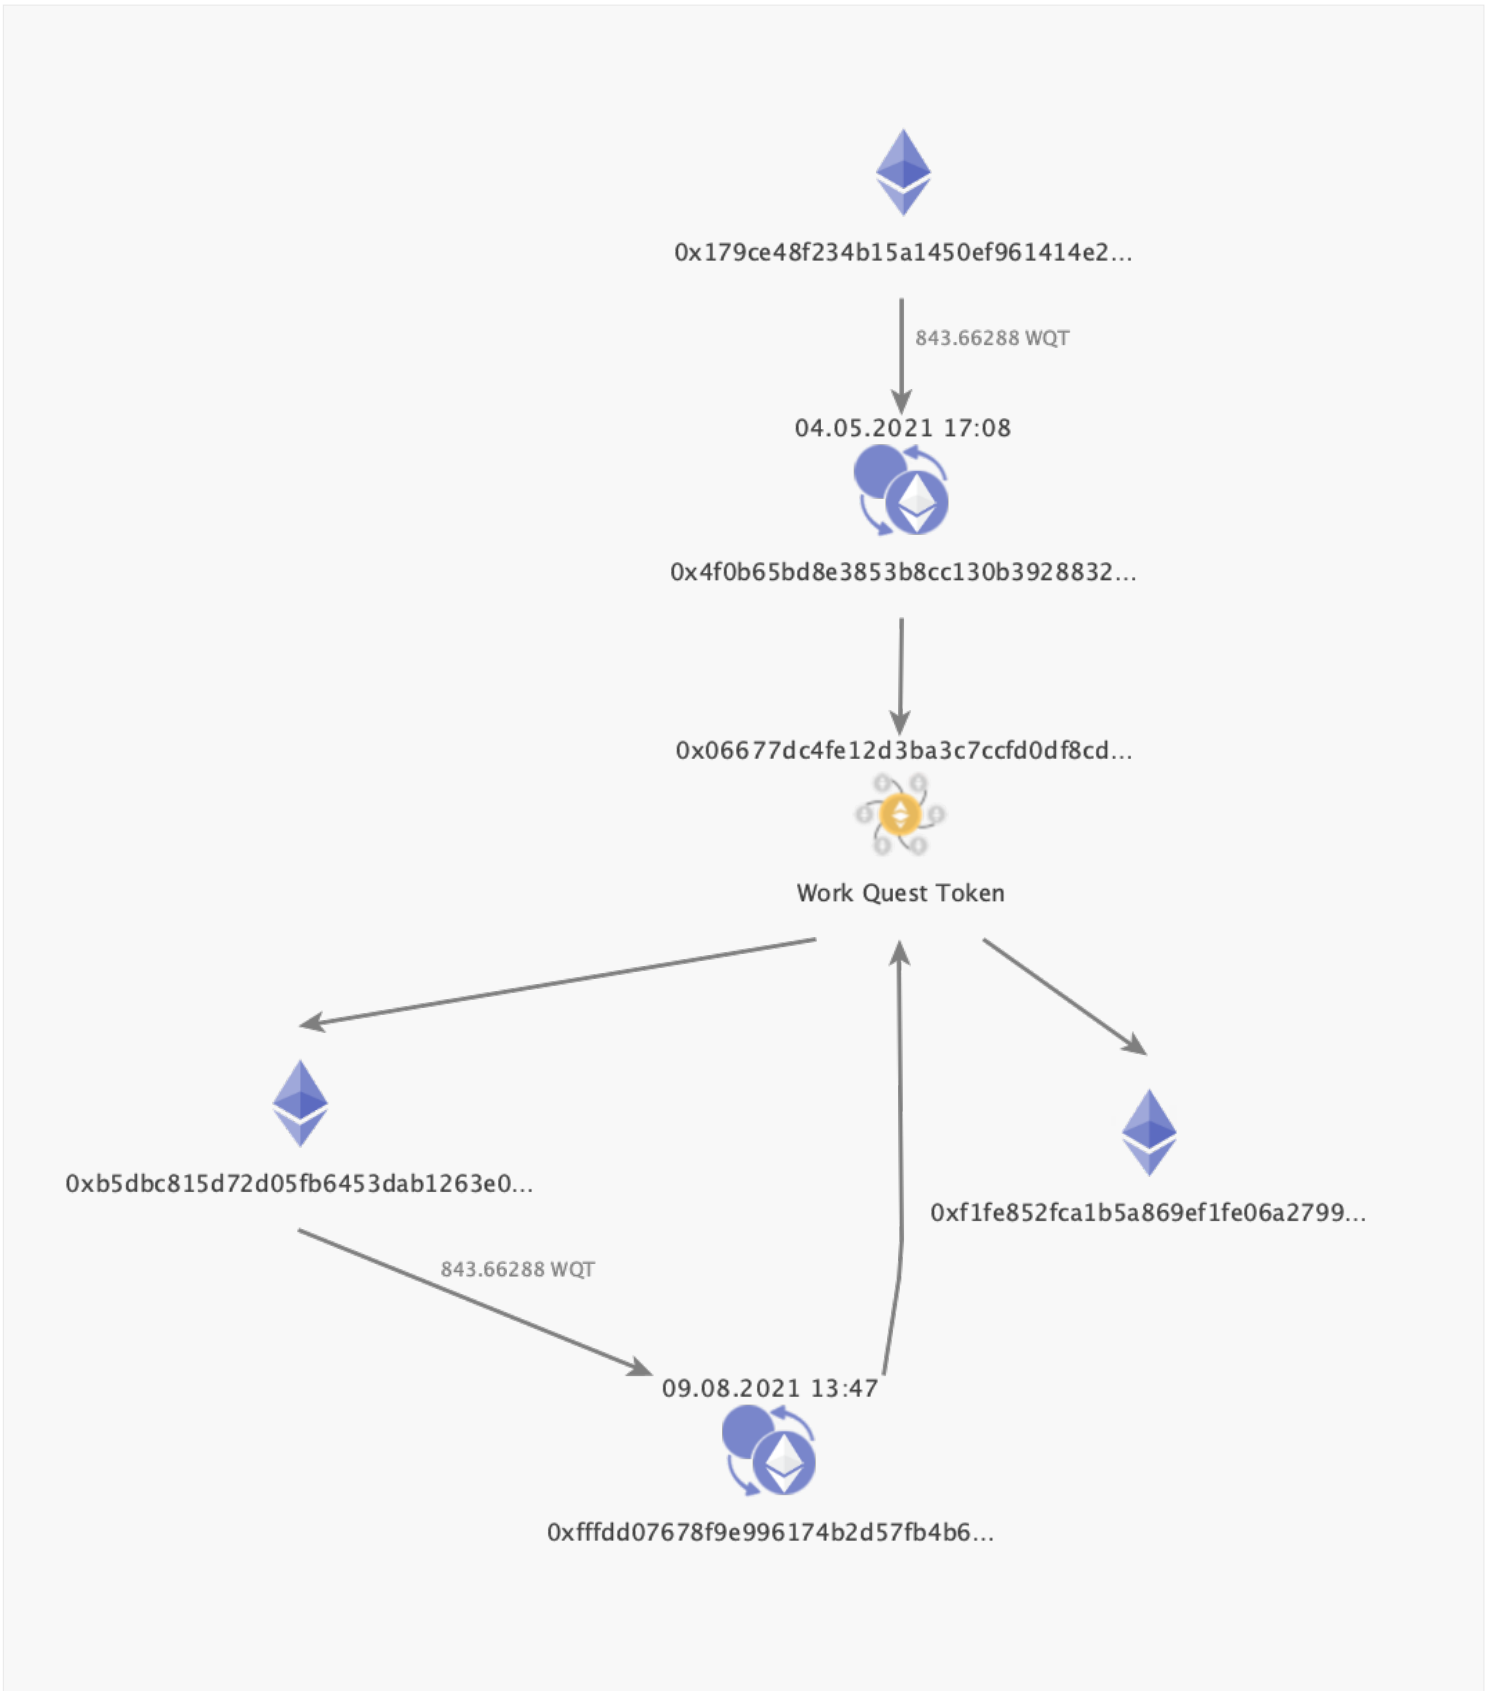 0x179ce48f234b15a1450ef961414e2...
843.66288 WQT
04.05.2021 17:08
0x4f0b65bd8e3853b8cc130b3928832...
0x06677dc4fe12d3ba3c7ccfd0df8cd...
Work Quest Token
0xb5dbc815d72d05fb6453dab1263e0...
0xf1fe852fca1b5a869ef1fe06a2799...
843.66288 WQT
09.08.2021 13:47
0xfffdd07678f9e996174b2d57fb4b6...